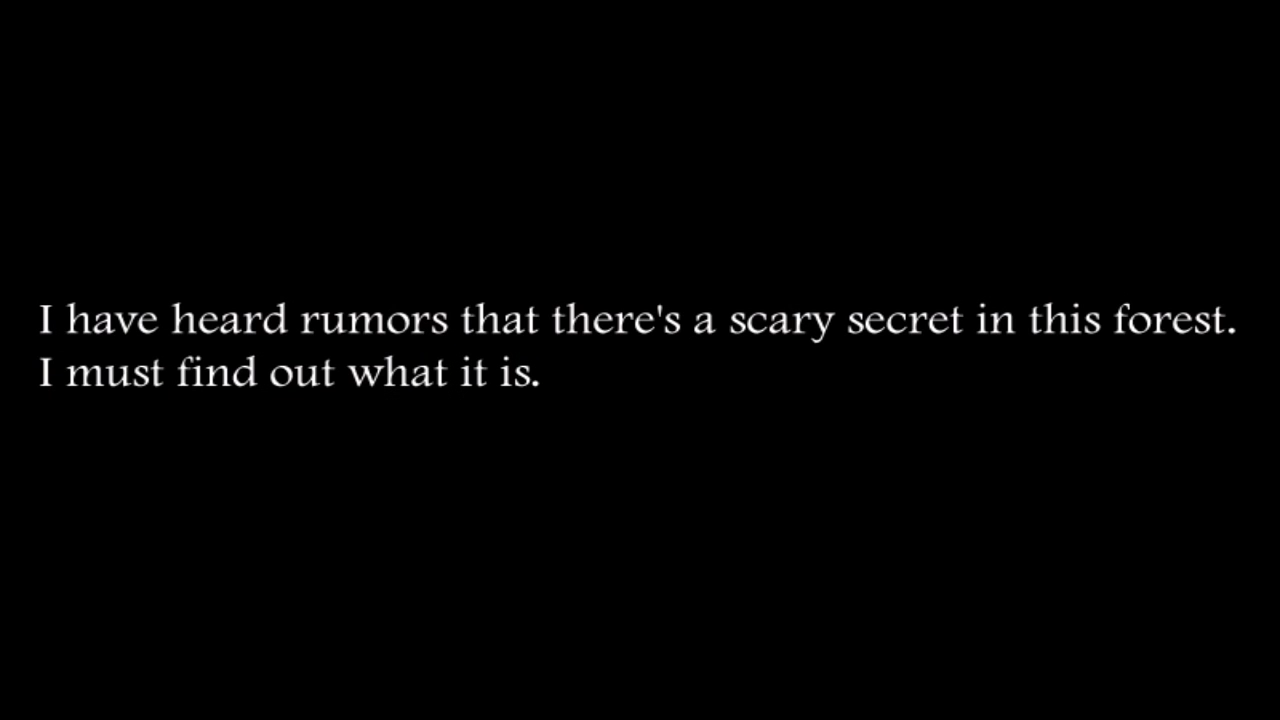 I have heard rumors that there's a scary secret in this forest.
I must find out what it is.